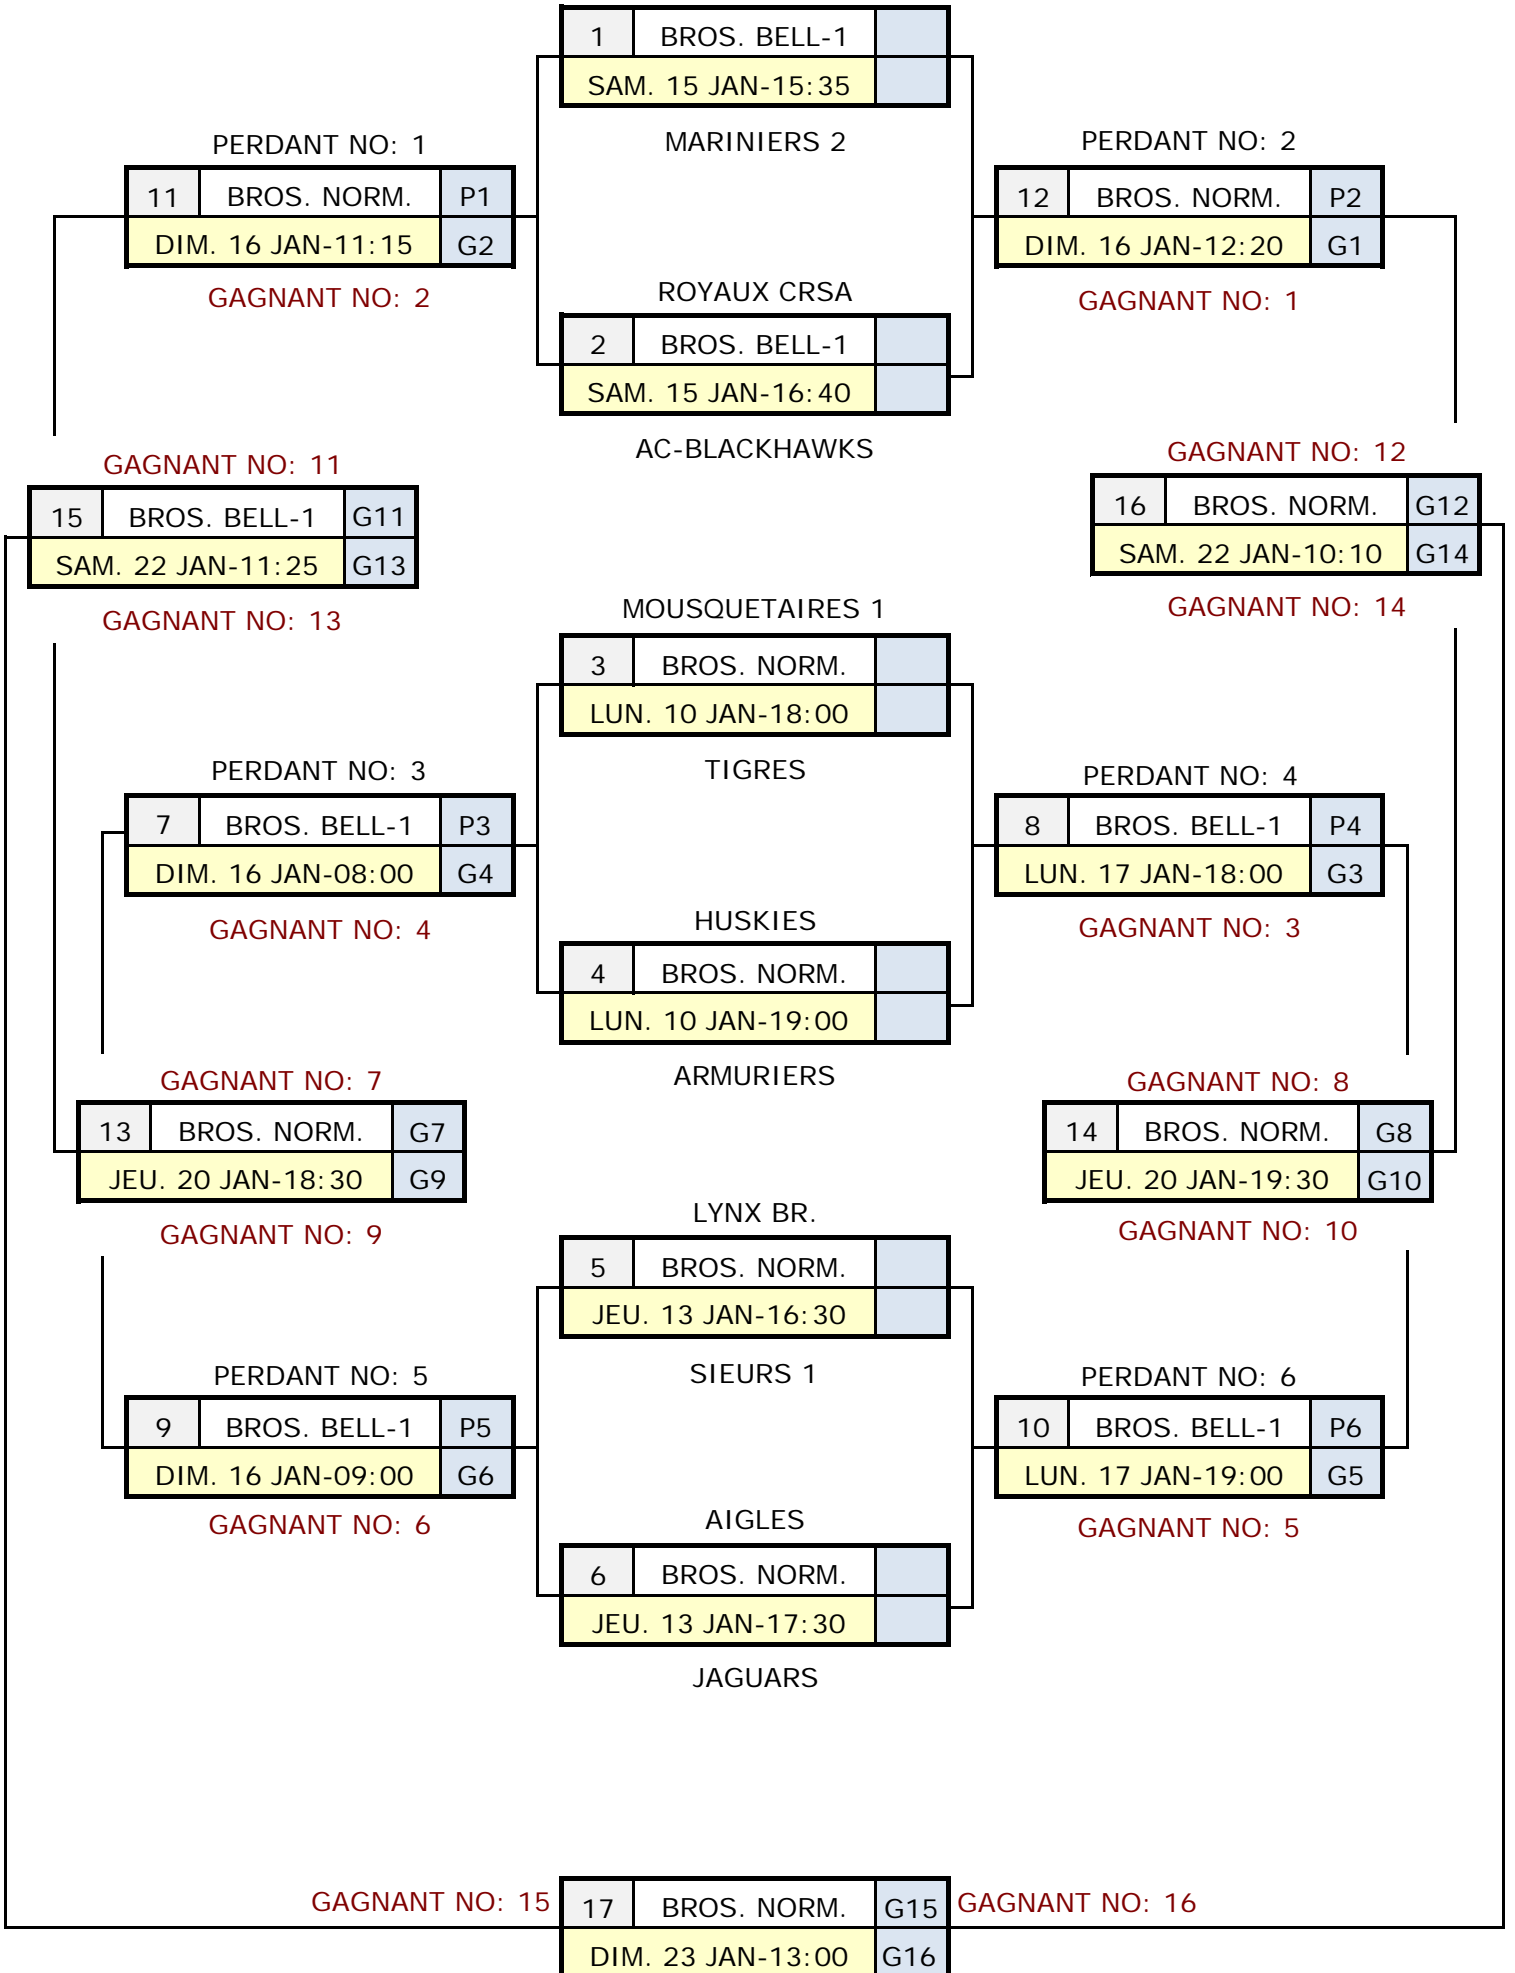 1 BROS. BELL-1
SAM. 15 JAN-15:35
MARINIERS 2
PERDANT NO: 1
11 BROS. NORM. P1
DIM. 16 JAN-11:15 G2
GAGNANT NO: 2
PERDANT NO: 2
12 BROS. NORM. P2
DIM. 16 JAN-12:20 G1
GAGNANT NO: 1
ROYAUX CRSA
2 BROS. BELL-1
SAM. 15 JAN-16:40
AC-BLACKHAWKS
GAGNANT NO: 11
15 BROS. BELL-1 G11
SAM. 22 JAN-11:25 G13
GAGNANT NO: 13
GAGNANT NO: 12
16 BROS. NORM. G12
SAM. 22 JAN-10:10 G14
GAGNANT NO: 14
MOUSQUETAIRES 1
3 BROS. NORM.
LUN. 10 JAN-18:00
TIGRES
PERDANT NO: 3
7 BROS. BELL-1 P3
DIM. 16 JAN-08:00 G4
GAGNANT NO: 4
PERDANT NO: 4
8 BROS. BELL-1 P4
LUN. 17 JAN-18:00 G3
GAGNANT NO: 3
HUSKIES
4 BROS. NORM.
LUN. 10 JAN-19:00
ARMURIERS
GAGNANT NO: 7
13 BROS. NORM. G7
JEU. 20 JAN-18:30 G9
GAGNANT NO: 9
GAGNANT NO: 8
14 BROS. NORM. G8
JEU. 20 JAN-19:30 G10
GAGNANT NO: 10
LYNX BR.
5 BROS. NORM.
JEU. 13 JAN-16:30
SIEURS 1
PERDANT NO: 5
9 BROS. BELL-1 P5
DIM. 16 JAN-09:00 G6
GAGNANT NO: 6
PERDANT NO: 6
10 BROS. BELL-1 P6
LUN. 17 JAN-19:00 G5
GAGNANT NO: 5
AIGLES
6 BROS. NORM.
JEU. 13 JAN-17:30
JAGUARS
GAGNANT NO: 15
17 BROS. NORM. G15
DIM. 23 JAN-13:00 G16
GAGNANT NO: 16